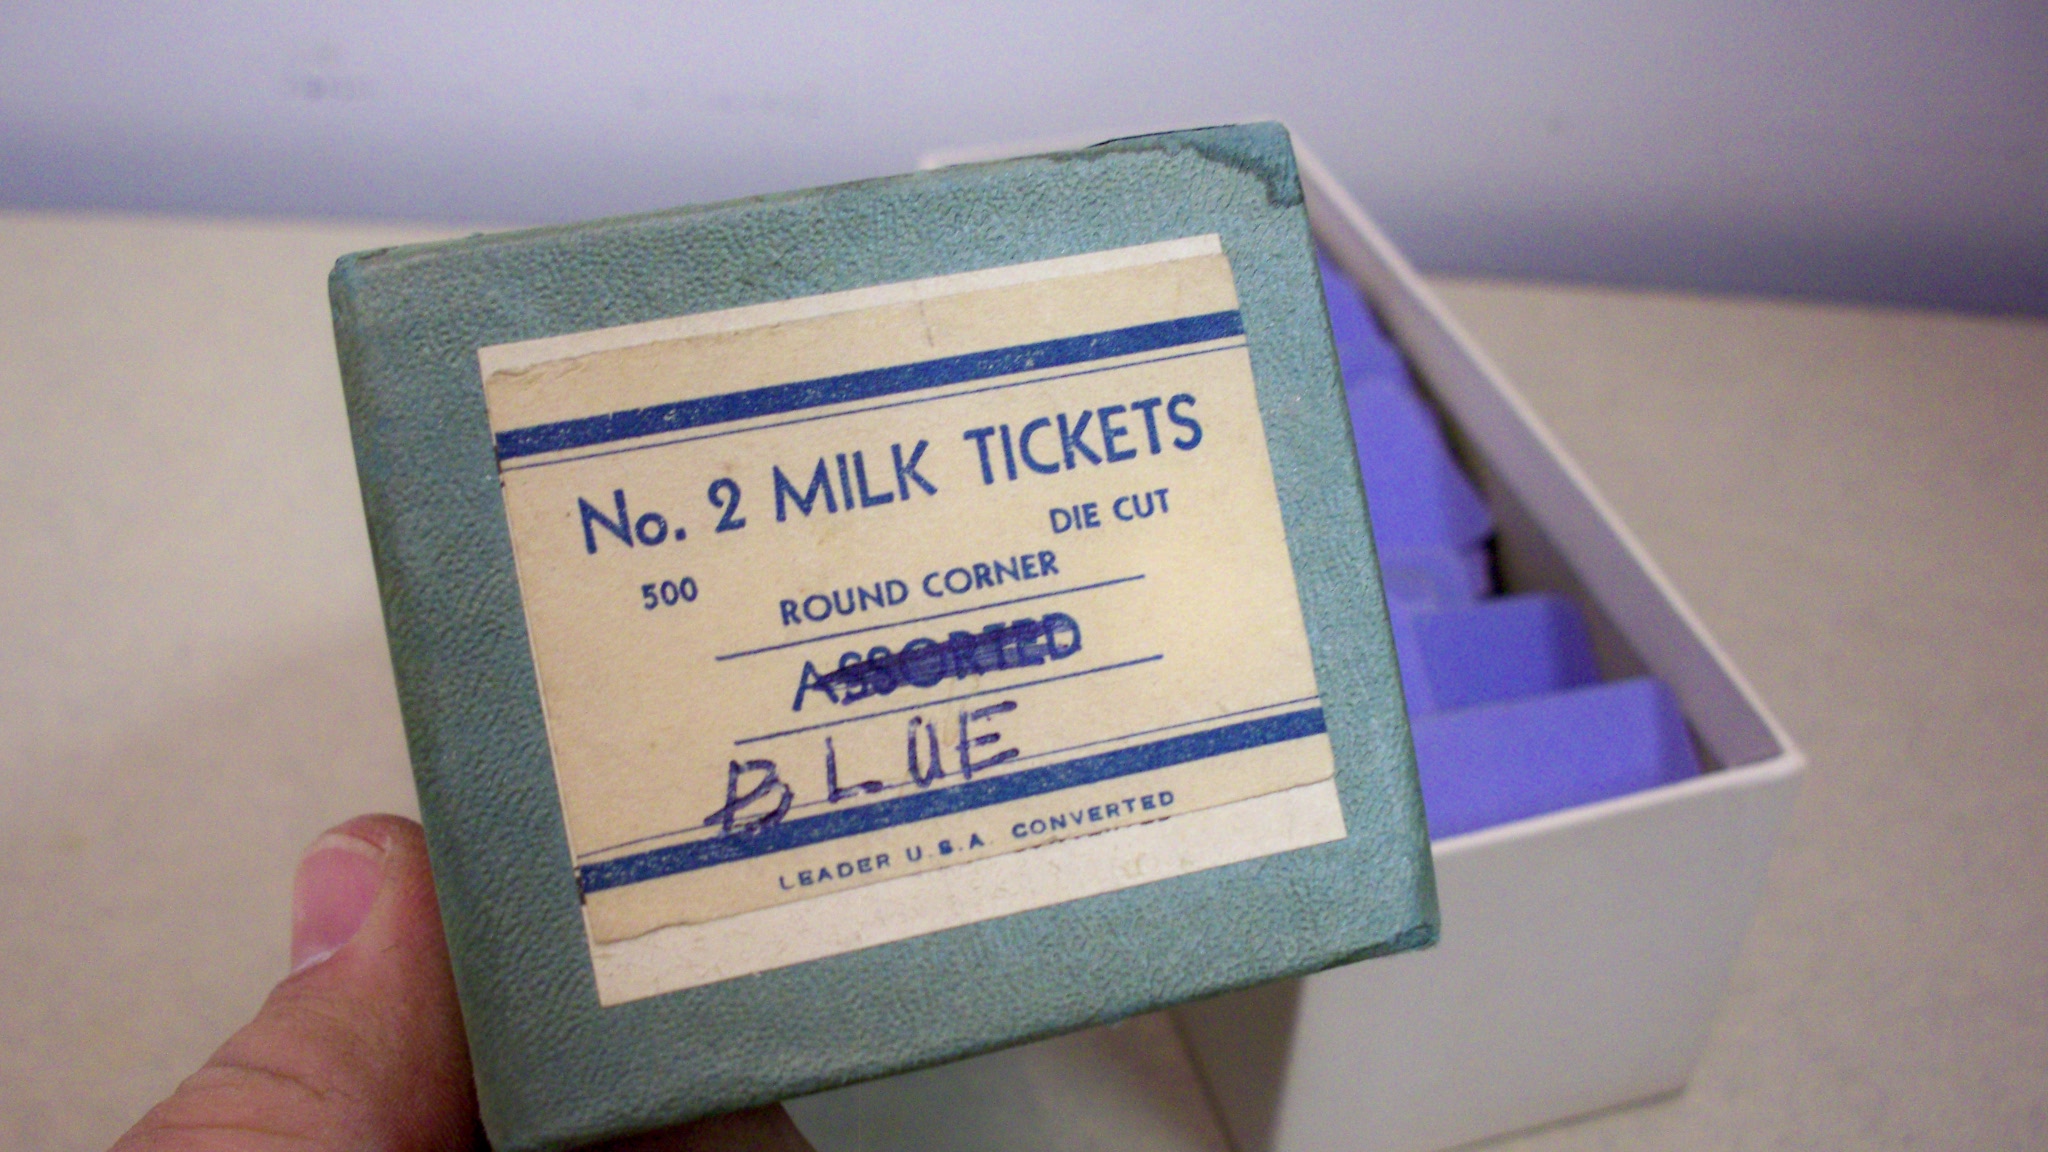 No. 2 MILK TICKETS
DIE CUT
500 ROUND CORNER
ASSORTED
BLUE
LEADER U.S.A. CONVERTED